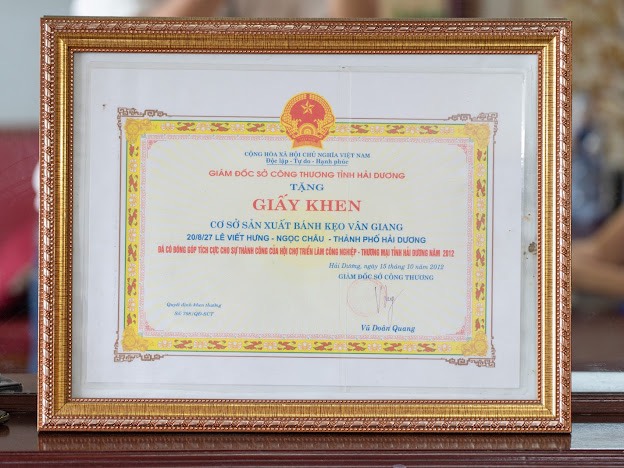 CỘNG HÒA XÃ HỘI CHỦ NGHĨA VIỆT NAM
Độc lập - Tự do - Hạnh phúc
GIÁM ĐỐC SỞ CÔNG THƯƠNG TỈNH HẢI DƯƠNG
TẶNG
GIẤY KHEN
CƠ SỞ SẢN XUẤT BÁNH KẸO VÂN GIANG
20/8/27 LÊ VIẾT HƯNG - NGỌC CHÂU - THÀNH PHỐ HẢI DƯƠNG
ĐÃ CÓ ĐÓNG GÓP TÍCH CỰC CHO SỰ THÀNH CÔNG CỦA HỘI CHỢ TRIỂN LÃM CÔNG NGHIỆP - THƯƠNG MẠI TỈNH HẢI DƯƠNG NĂM 2012
Hải Dương, ngày 15 tháng 10 năm 2012
GIÁM ĐỐC SỞ CÔNG THƯƠNG
Quyết định khen thưởng
Số 746/QĐ-SCT
Vũ Doãn Quang